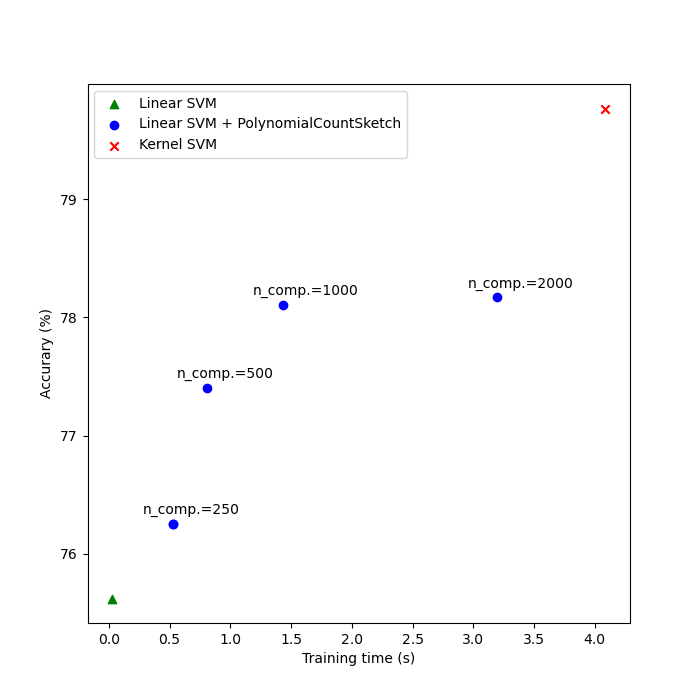 Linear SVM
Linear SVM + PolynomialCountSketch
Kernel SVM
79
78
77
76
n_comp.=1000
n_comp.=2000
n_comp.=500
n_comp.=250
Accurary (%)
0.0 0.5 1.0 1.5 2.0 2.5 3.0 3.5 4.0
Training time (s)